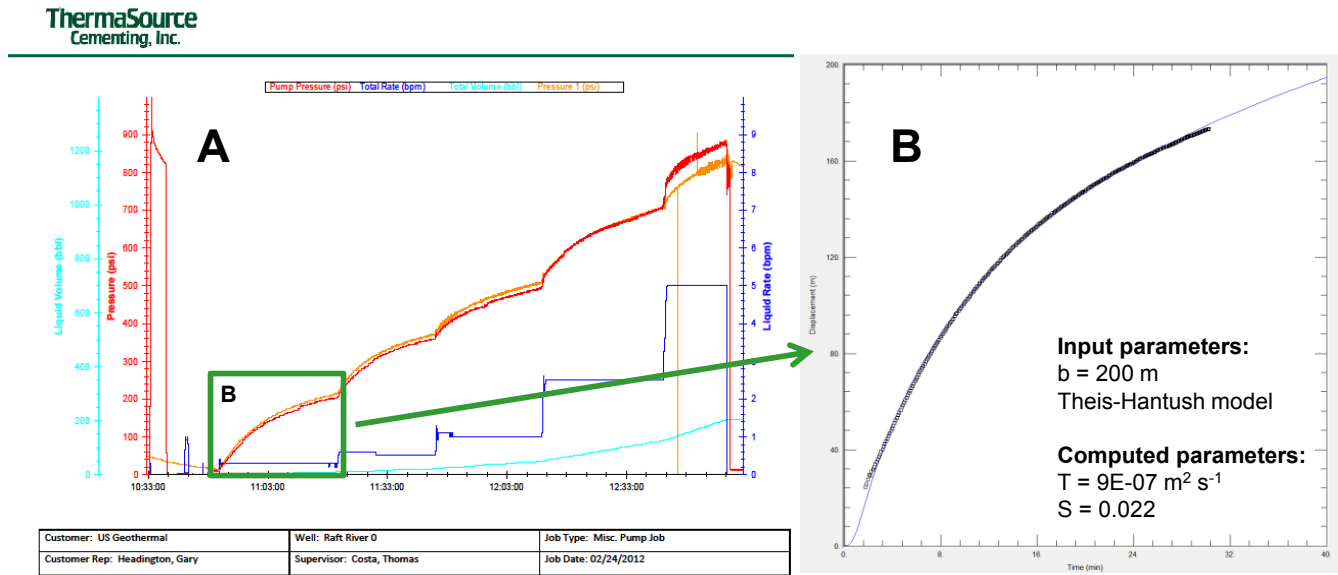 ThermaSource
Cementing, Inc.
Pump Pressure (psi) Total Rate (bpm) Total Volume (bbl) Pressure 1 (psi)
A
Liquid Volume (bbl)
1200
1000
800
600
400
200
0
Pressure (psi)
900
800
700
600
500
400
300
200
100
0
B
Liquid Rate (bpm)
9
8
7
6
5
4
2
1
0
10:33:00 11:03:00 11:33:00 12:03:00 12:33:00
Customer: US Geothermal Well: Raft River 0 Job Type: Misc. Pump Job
Customer Rep: Headington, Gary Supervisor: Costa, Thomas Job Date: 02/24/2012
B
Displacement (m)
200.
160.
120.
80.
40.
0.
0. 8. 16. 24. 32. 40.
Time (min)
Input parameters:
b = 200 m
Theis-Hantush model
Computed parameters:
T = 9E-07 m² s⁻¹
S = 0.022